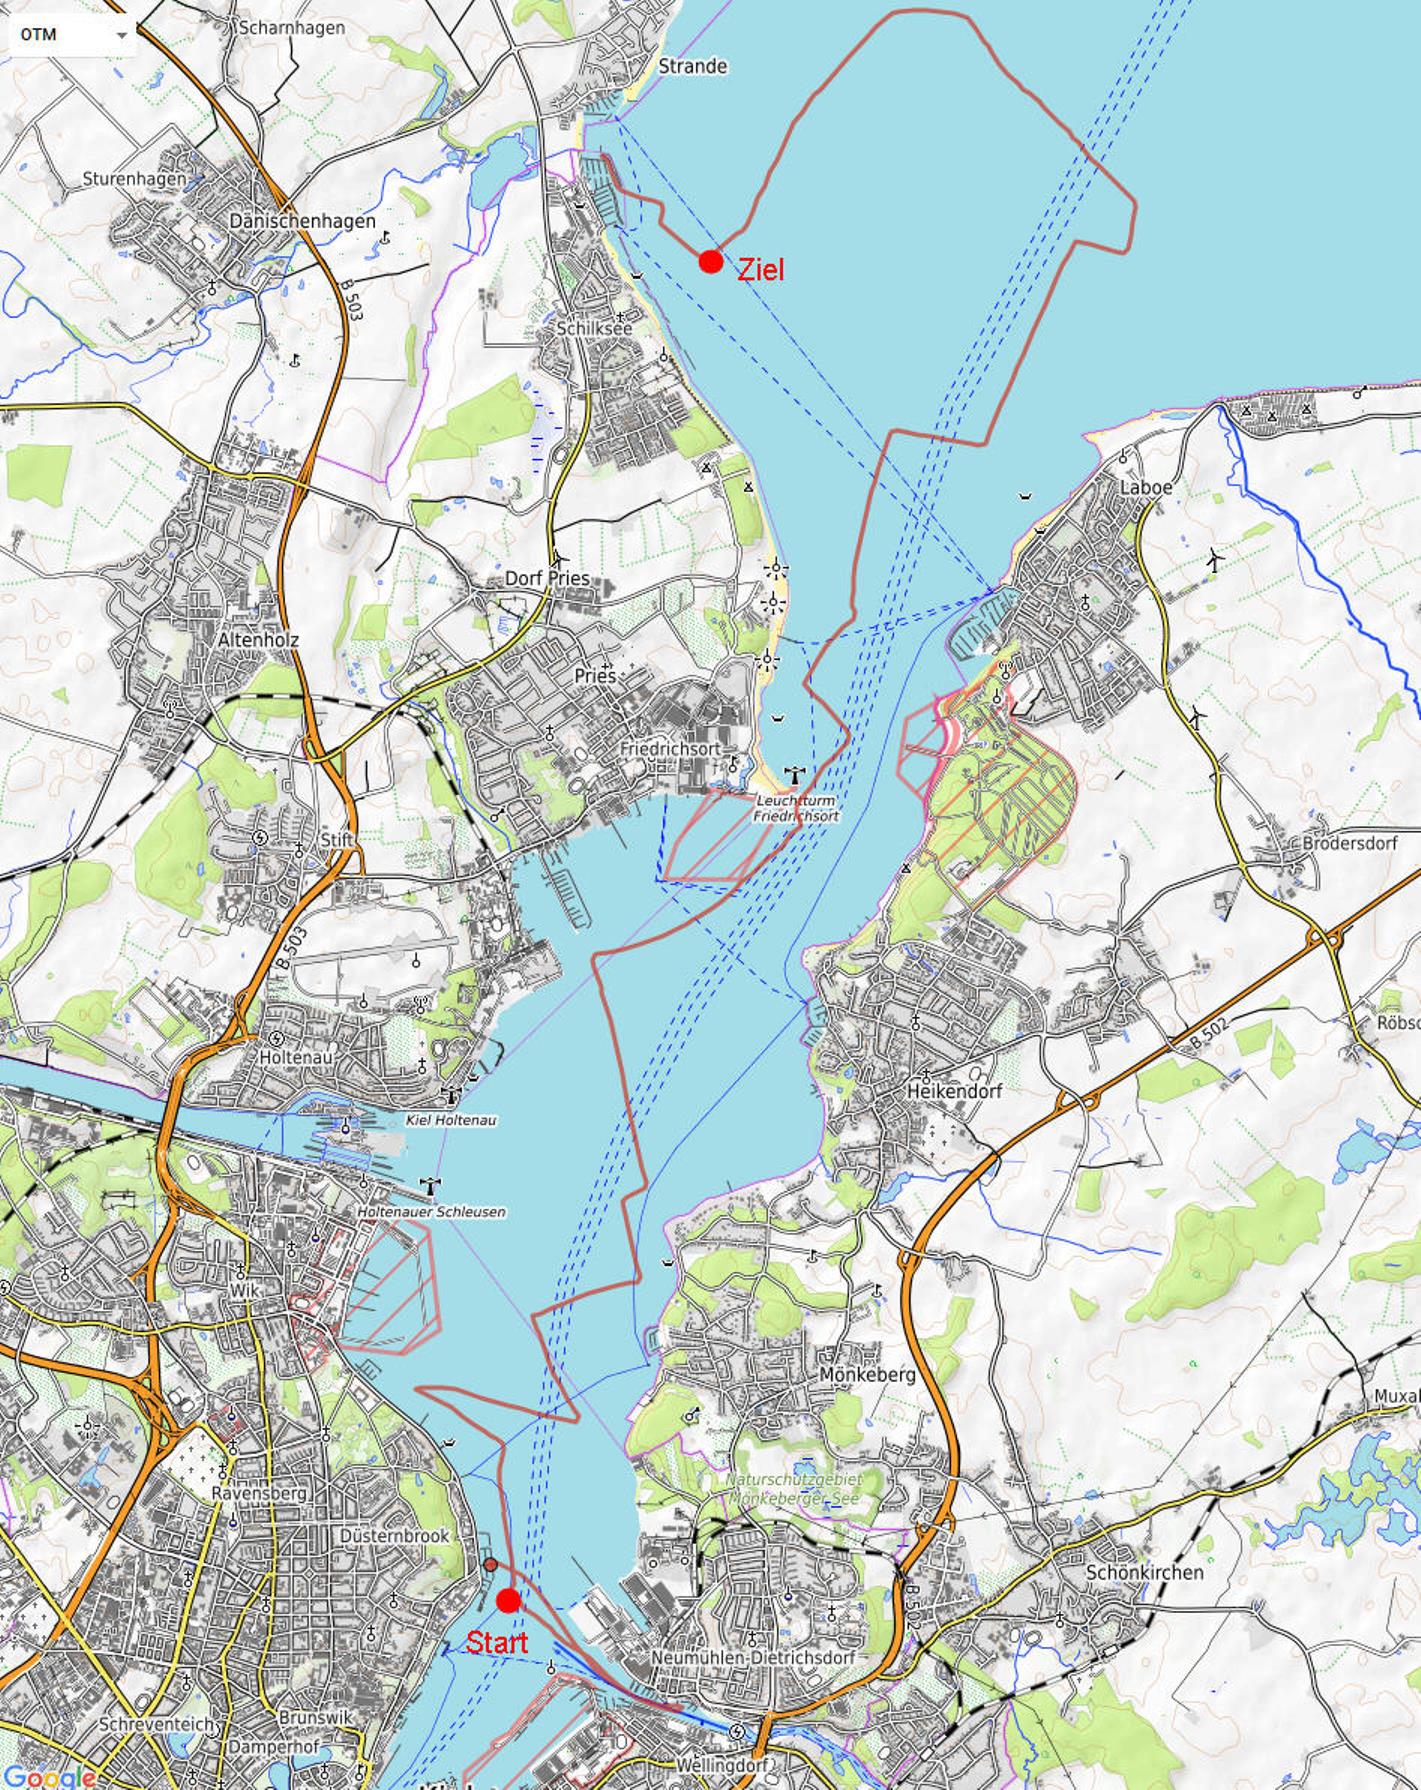 OTM
Scharnhagen
Strande
Sturenhagen
Dänischenhagen
Ziel
B 503
Schilksee
Laboe
Dorf Pries
Altenholz
Pries
Friedrichsort
Leuchtturm
Friedrichsort
Stift
Brodersdorf
B 503
Röbsd
B 502
Holtenau
Heikendorf
Kiel Holtenau
Holtenauer Schleusen
Wik
Mönkeberg
Muxal
Naturschutzgebiet
Mönkeberger See
Ravensberg
Düsternbrook
Schönkirchen
B 502
Start
Neumühlen-Dietrichsdorf
Schreventeich
Brunswik
Damperhof
Wellingdorf
Google